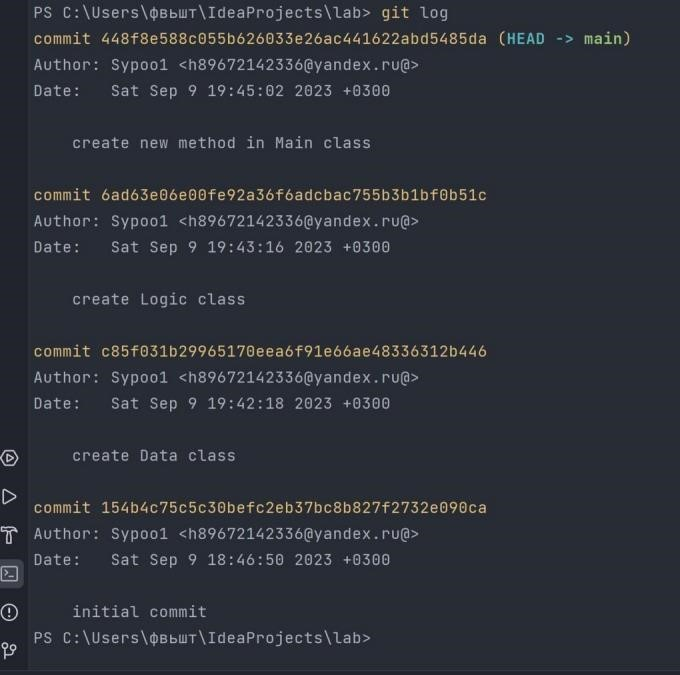 PS C:\Users\фвьшт\IdeaProjects\lab> git log
commit 448f8e588c055b626033e26ac441622abd5485da (HEAD -> main)
Author: Sypoo1 <h89672142336@yandex.ru@>
Date:   Sat Sep 9 19:45:02 2023 +0300
    create new method in Main class
commit 6ad63e06e00fe92a36f6adcbac755b3b1bf0b51c
Author: Sypoo1 <h89672142336@yandex.ru@>
Date:   Sat Sep 9 19:43:16 2023 +0300
    create Logic class
commit c85f031b29965170eea6f91e66ae48336312b446
Author: Sypoo1 <h89672142336@yandex.ru@>
Date:   Sat Sep 9 19:42:18 2023 +0300
    create Data class
commit 154b4c75c5c30befc2eb37bc8b827f2732e090ca
Author: Sypoo1 <h89672142336@yandex.ru@>
Date:   Sat Sep 9 18:46:50 2023 +0300
    initial commit
PS C:\Users\фвьшт\IdeaProjects\lab>